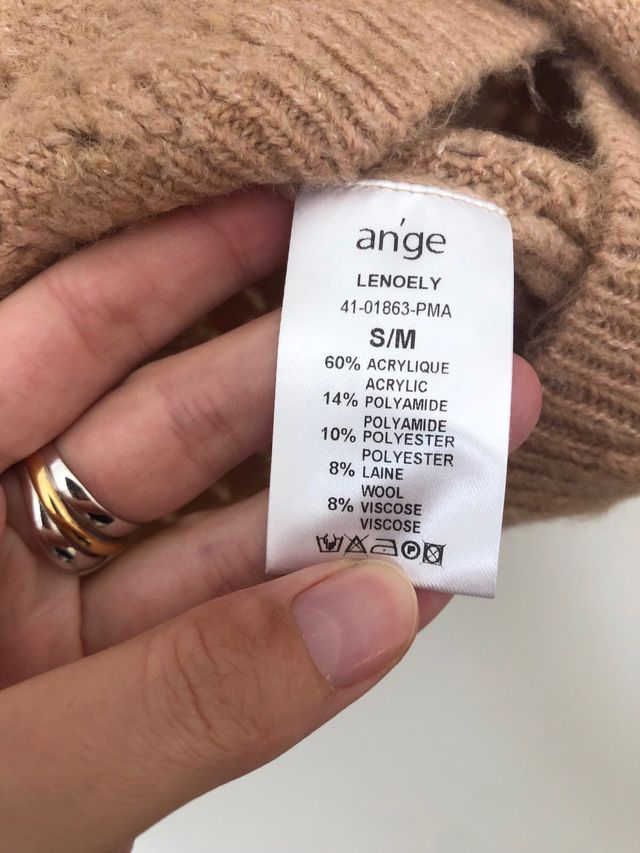 an'ge
LENOELY
41-01863-PMA
S/M
60% ACRYLIQUE
ACRYLIC
14% POLYAMIDE
POLYAMIDE
10% POLYESTER
POLYESTER
8% LAINE
WOOL
8% VISCOSE
VISCOSE
P